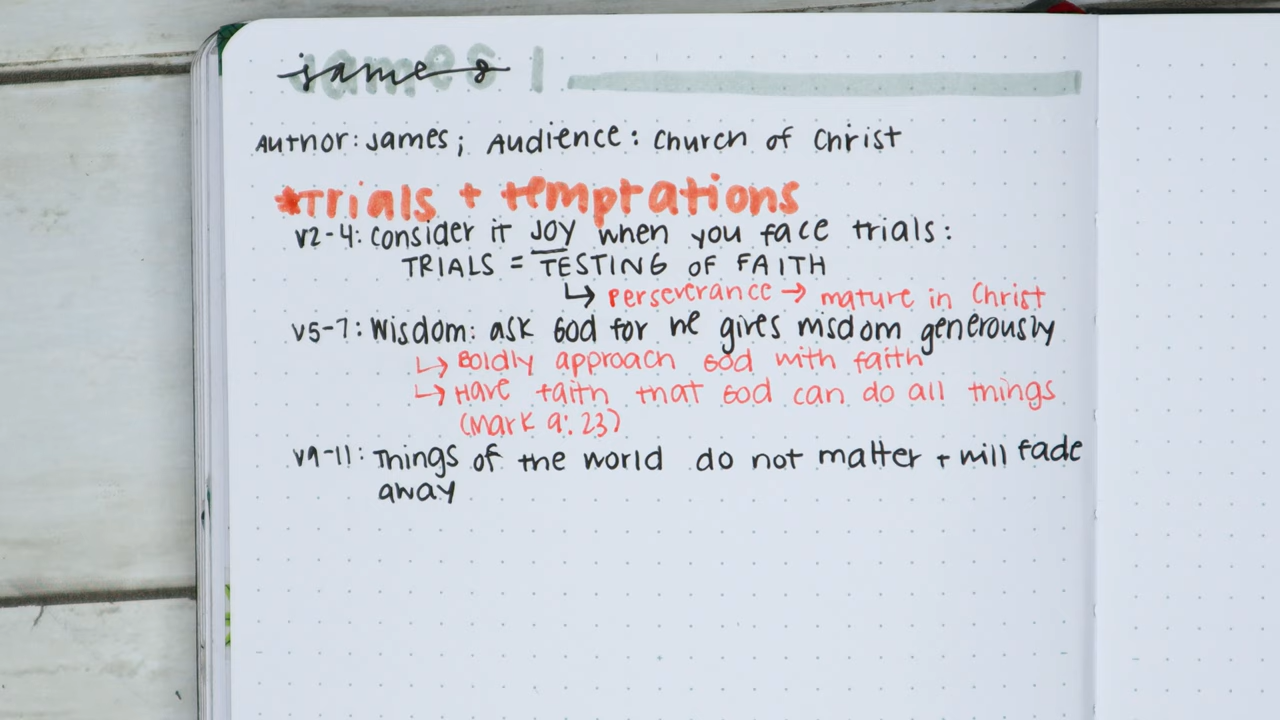 james 1
Author: James; Audience: Church of Christ
*Trials + temptations
v2-4: Consider it JOY when you face trials:
TRIALS = TESTING OF FAITH
↳ perseverance → mature in Christ
v5-7: Wisdom: ask God for he gives wisdom generously
↳ Boldly approach God with faith
↳ Have faith that God can do all things
(Mark 9:23)
v9-11: Things of the world do not matter + will fade
away